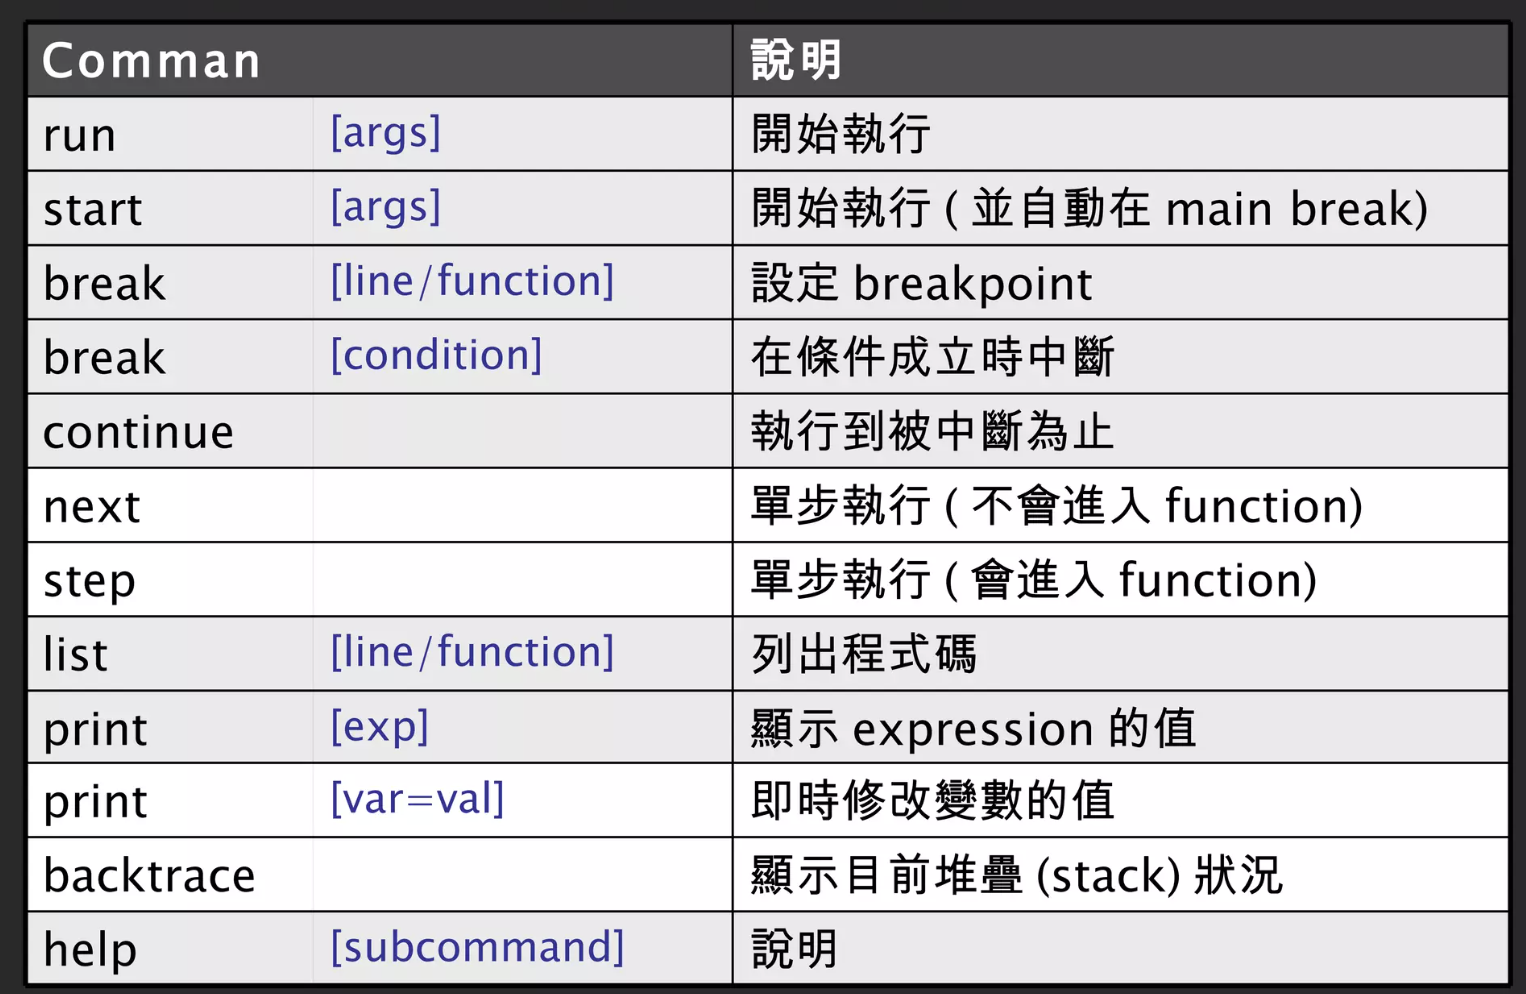 Comman 說明
run [args] 開始執行
start [args] 開始執行 ( 並自動在 main break)
break [line/function] 設定 breakpoint
break [condition] 在條件成立時中斷
continue 執行到被中斷為止
next 單步執行 ( 不會進入 function)
step 單步執行 ( 會進入 function)
list [line/function] 列出程式碼
print [exp] 顯示 expression 的值
print [var=val] 即時修改變數的值
backtrace 顯示目前堆疊 (stack) 狀況
help [subcommand] 說明